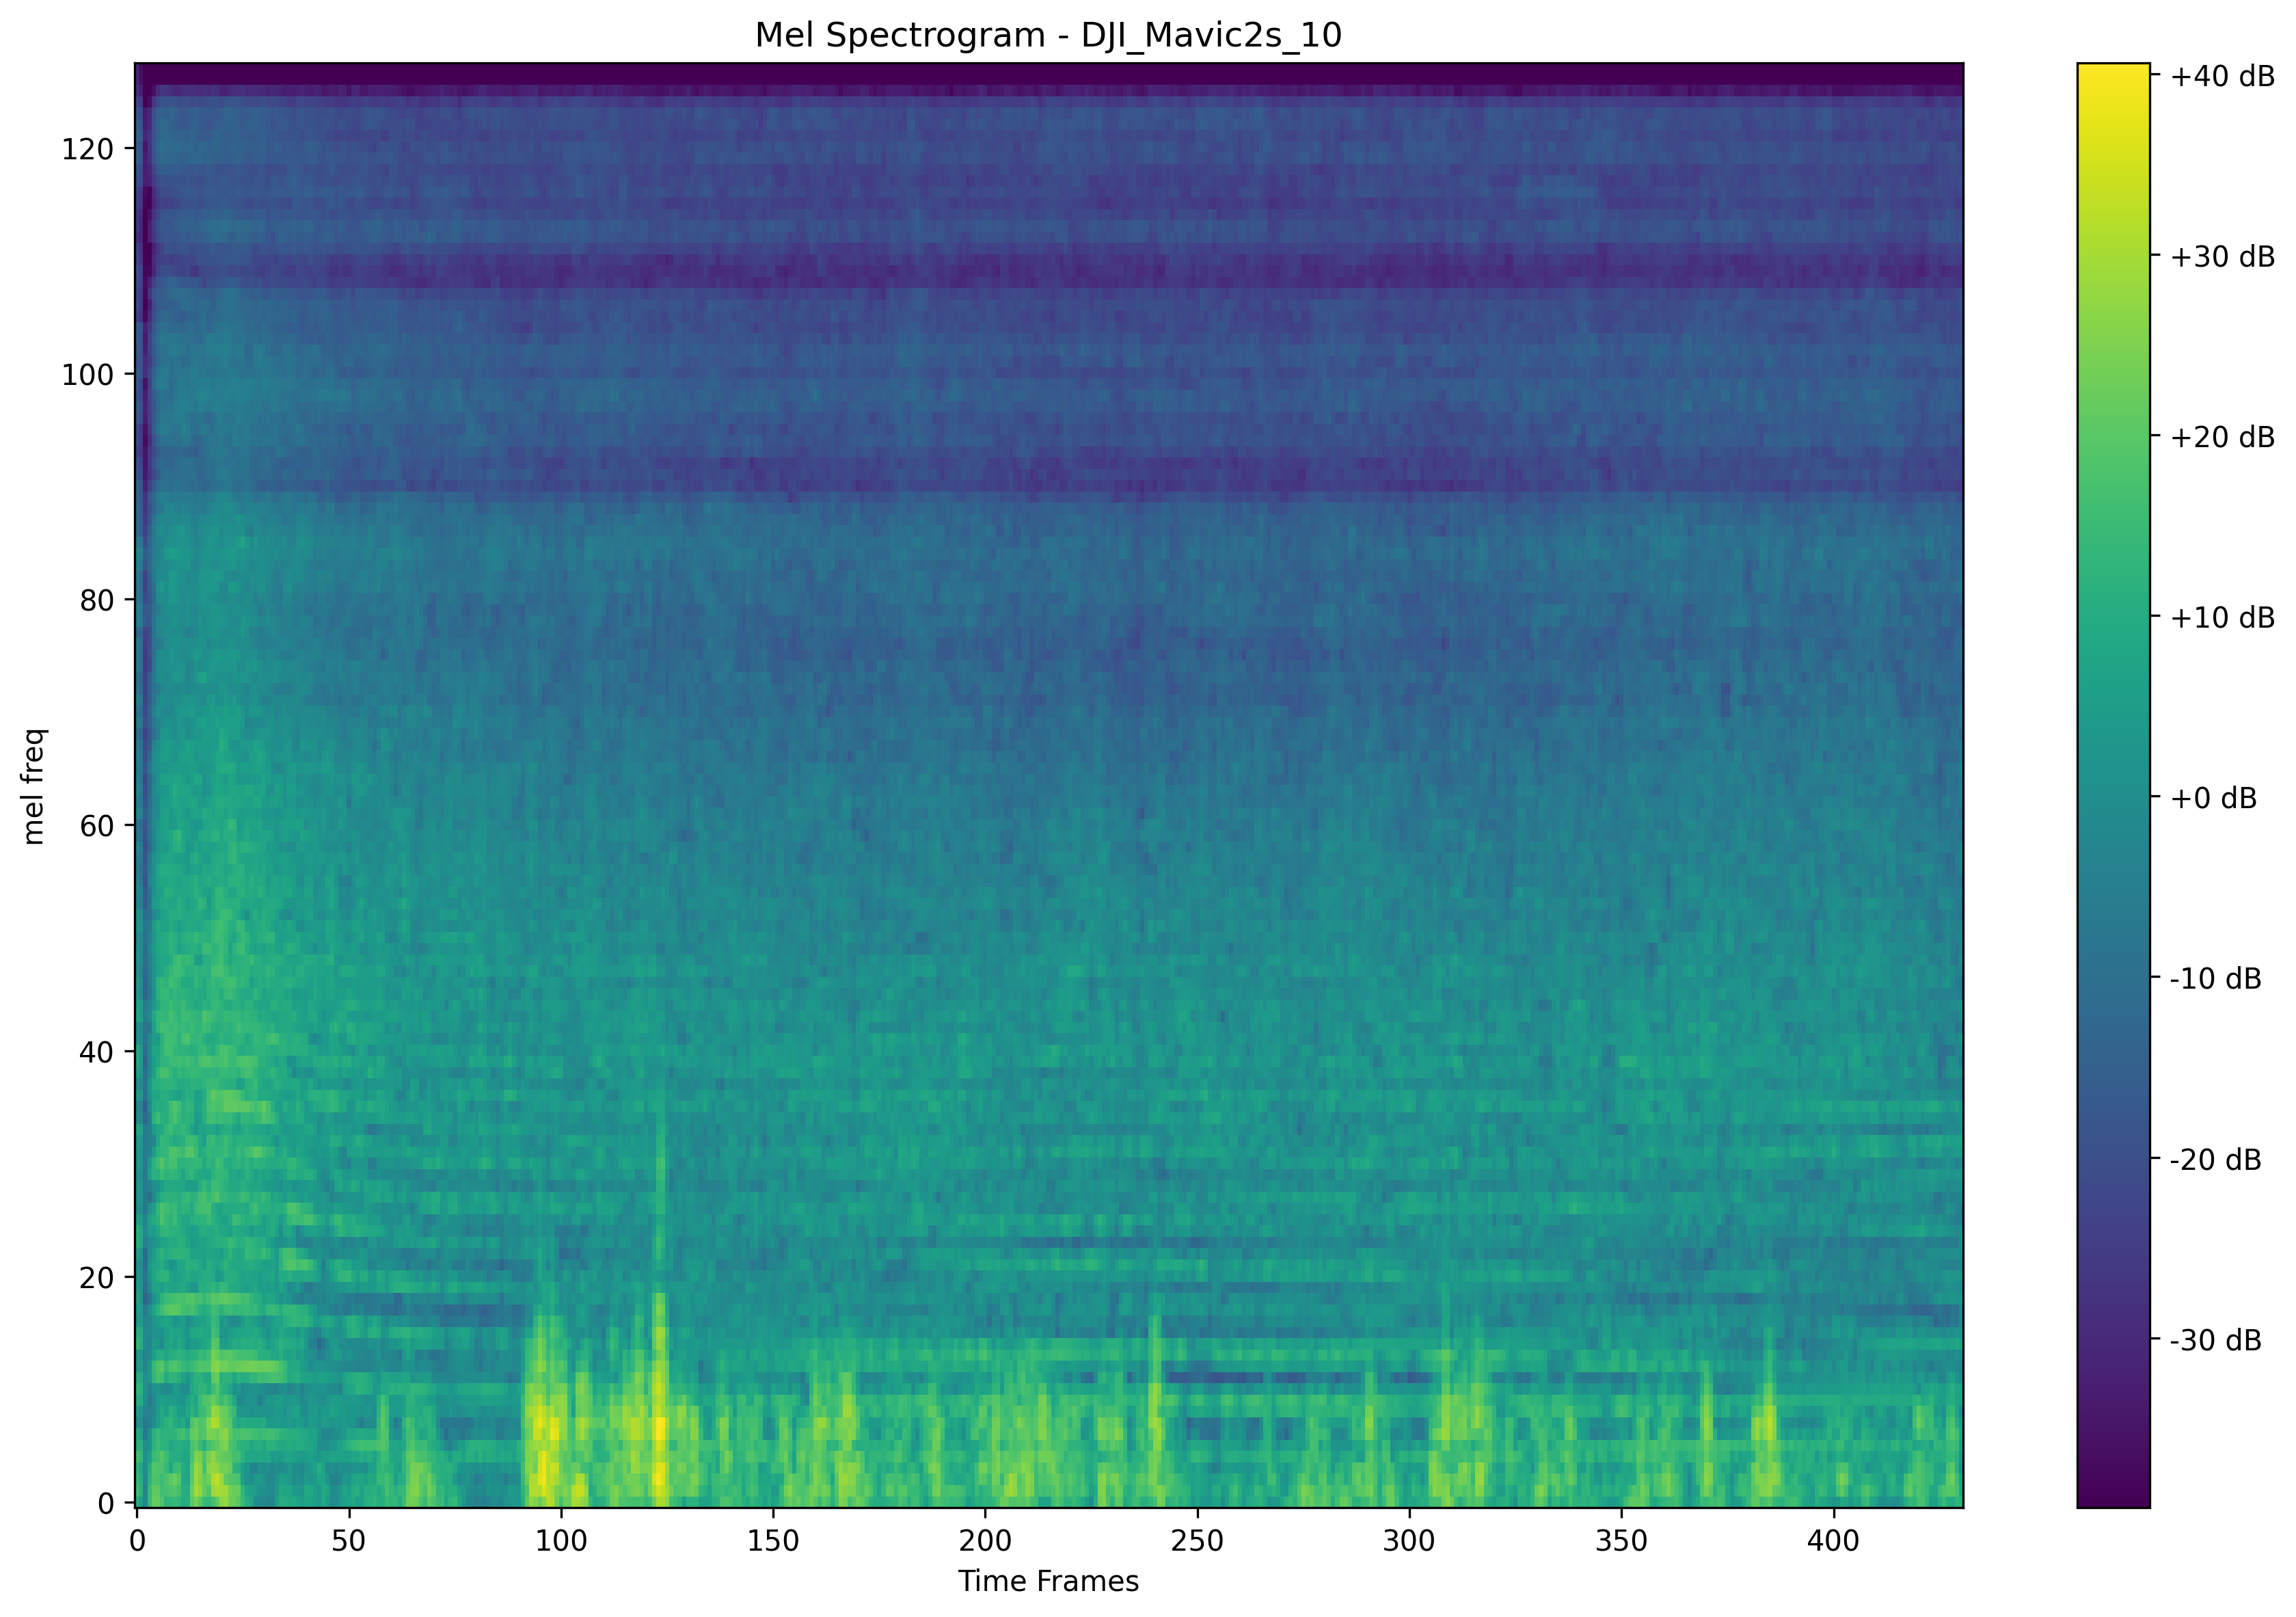 Mel Spectrogram - DJI_Mavic2s_10
+40 dB
120
+30 dB
100
+20 dB
80
+10 dB
mel freq
60
+0 dB
-10 dB
40
-20 dB
20
-30 dB
0
0 50 100 150 200 250 300 350 400
Time Frames